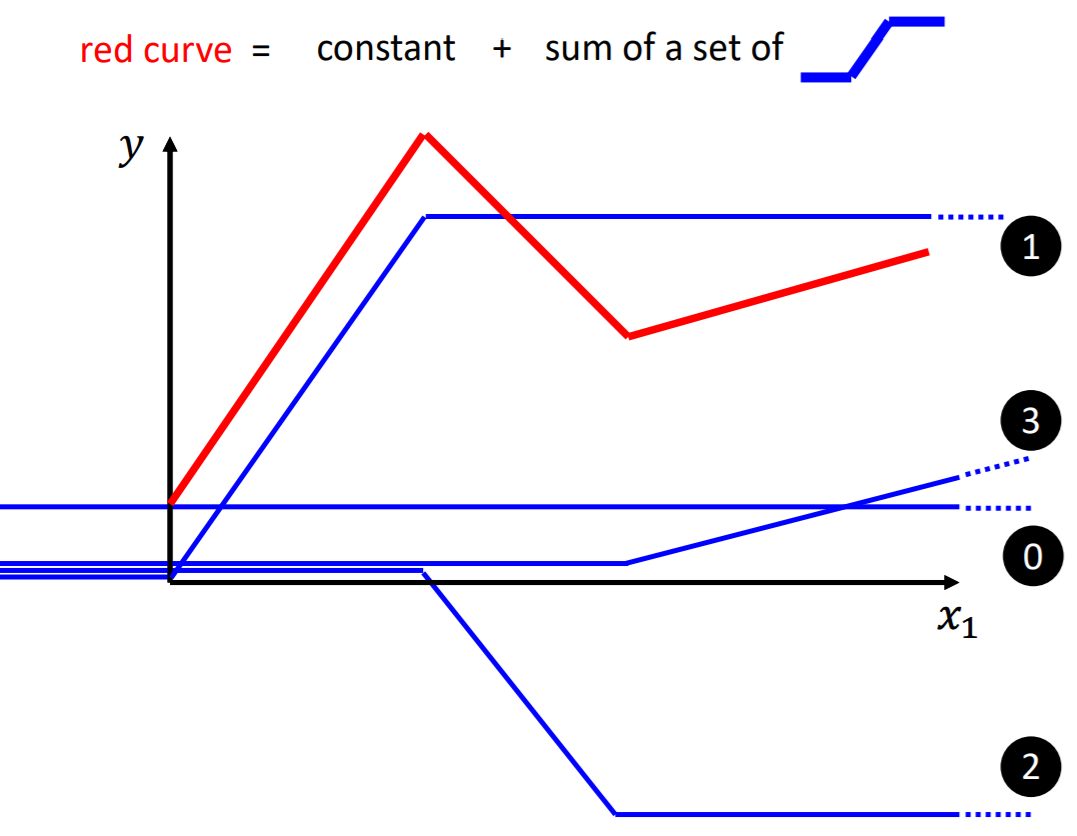 red curve = constant + sum of a set of
y
1
3
0
x₁
2